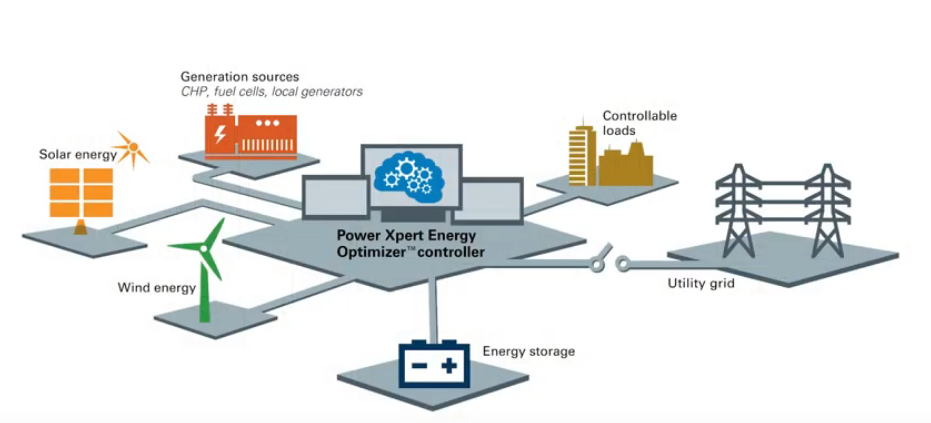 Generation sources
CHP, fuel cells, local generators
Controllable
loads
Solar energy
Power Xpert Energy
Optimizer™ controller
Wind energy
Utility grid
Energy storage